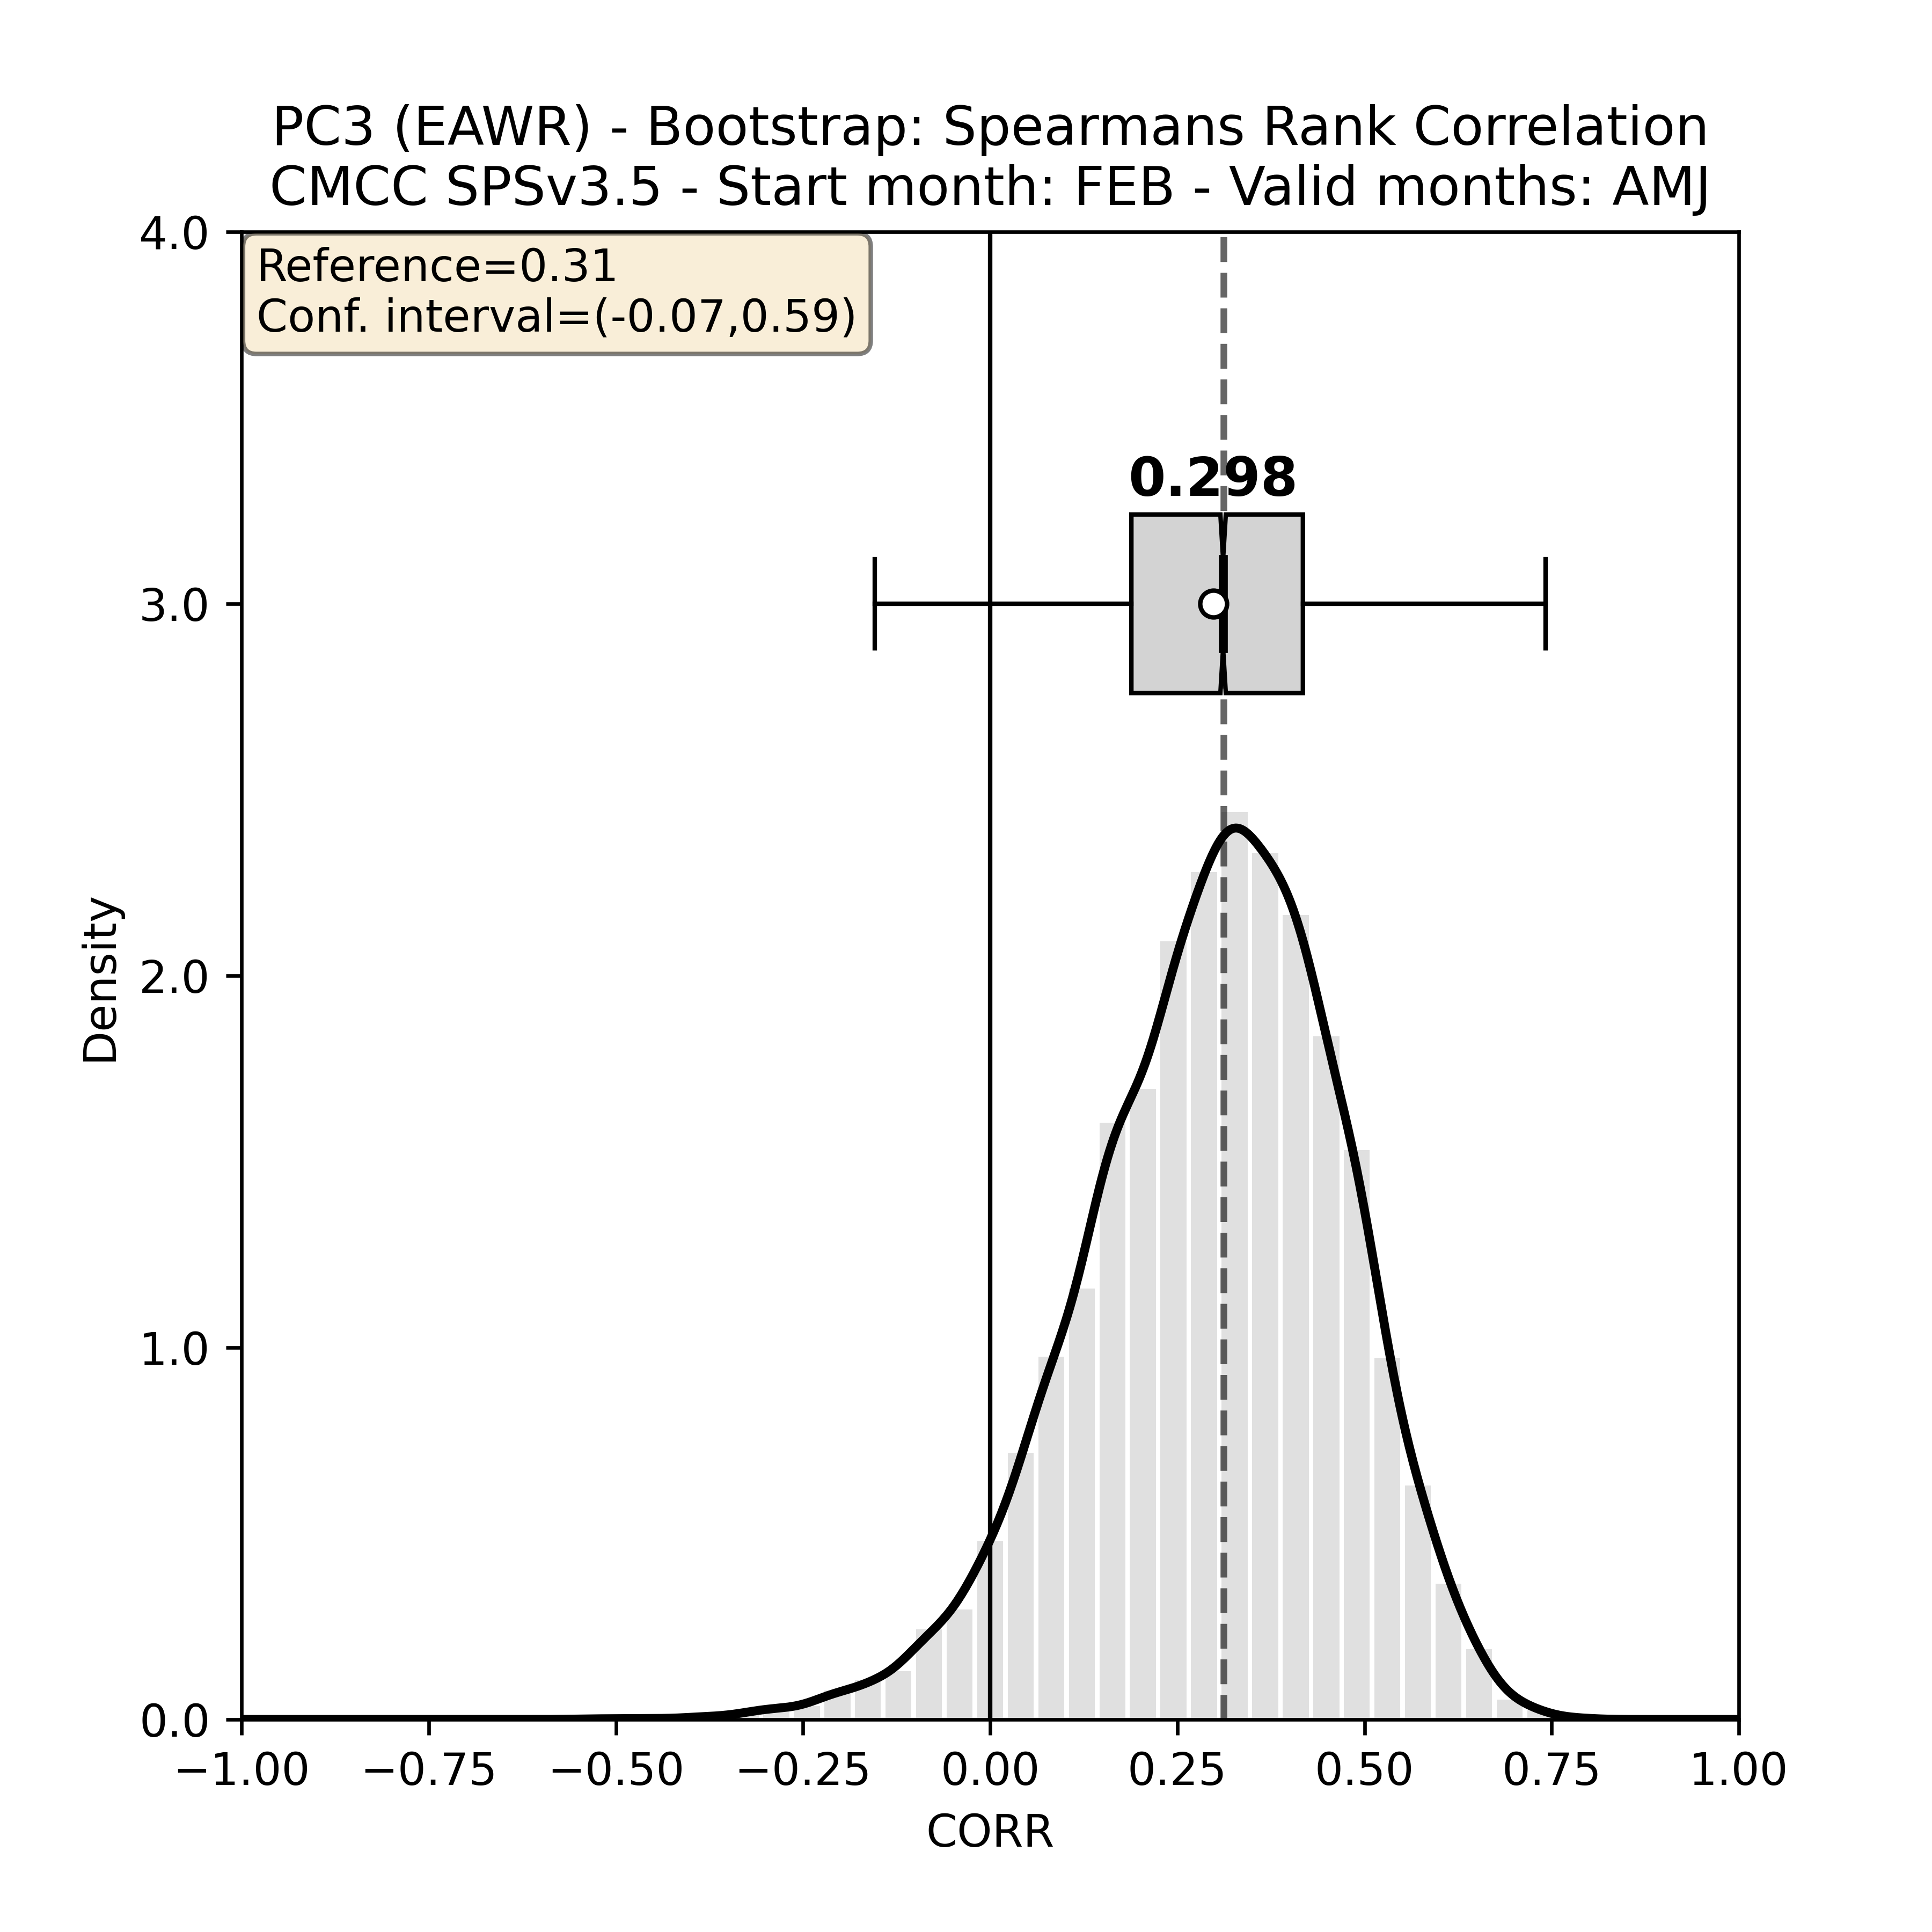 PC3 (EAWR) - Bootstrap: Spearmans Rank Correlation
CMCC SPSv3.5 - Start month: FEB - Valid months: AMJ
4.0
Reference=0.31
Conf. interval=(-0.07,0.59)
0.298
3.0
Density
2.0
1.0
0.0
−1.00 −0.75 −0.50 −0.25 0.00 0.25 0.50 0.75 1.00
CORR